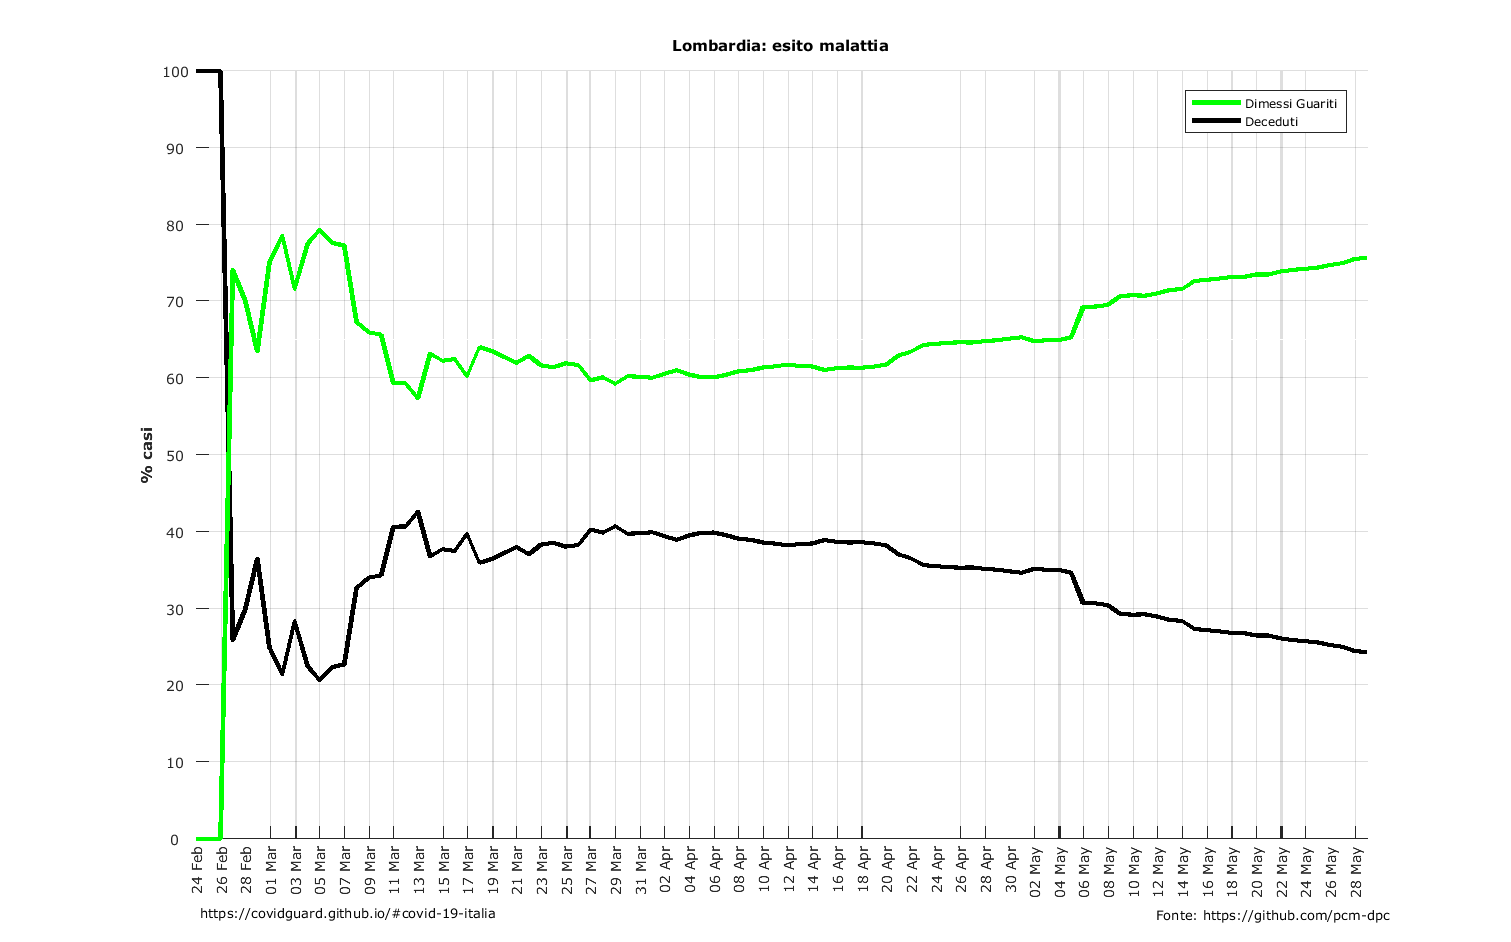 Lombardia: esito malattia
100
90
80
70
60
50
40
30
20
10
0
% casi
Dimessi Guariti
Deceduti
24 Feb
26 Feb
28 Feb
01 Mar
03 Mar
05 Mar
07 Mar
09 Mar
11 Mar
13 Mar
15 Mar
17 Mar
19 Mar
21 Mar
23 Mar
25 Mar
27 Mar
29 Mar
31 Mar
02 Apr
04 Apr
06 Apr
08 Apr
10 Apr
12 Apr
14 Apr
16 Apr
18 Apr
20 Apr
22 Apr
24 Apr
26 Apr
28 Apr
30 Apr
02 May
04 May
06 May
08 May
10 May
12 May
14 May
16 May
18 May
20 May
22 May
24 May
26 May
28 May
https://covidguard.github.io/#covid-19-italia
Fonte: https://github.com/pcm-dpc